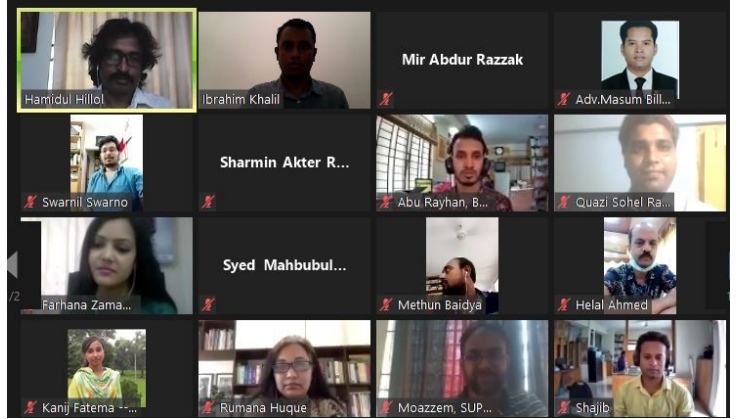 Hamidul Hillol
Ibrahim Khalil
Mir Abdur Razzak
Adv.Masum Bill...
Swarnil Swarno
Sharmin Akter R...
Abu Rayhan, B...
Quazi Sohel Ra...
Farhana Zama...
Syed Mahbubul...
Methun Baidya
Helal Ahmed
/2
Kanij Fatema --...
Rumana Huque
Moazzem, SUP...
Shajib